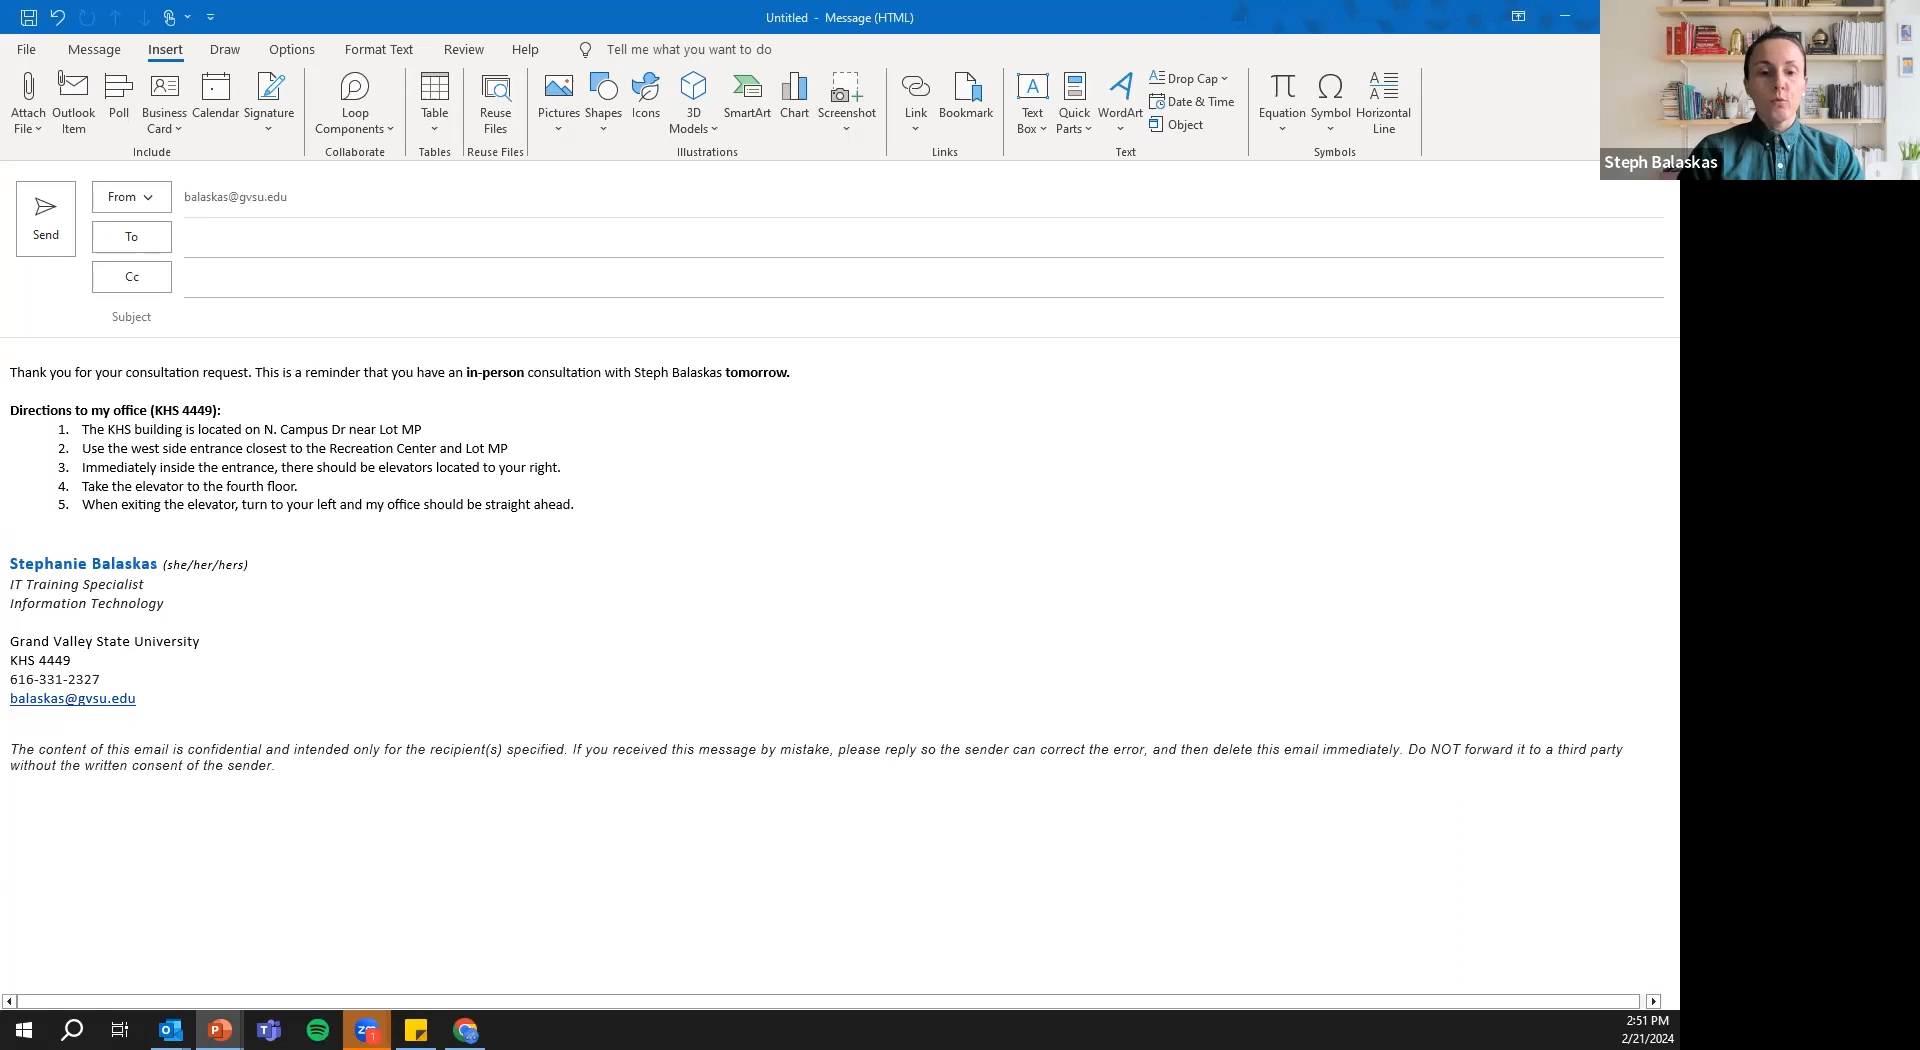 Untitled - Message (HTML)
File Message Insert Draw Options Format Text Review Help Tell me what you want to do
Attach File
Outlook Item
Poll
Business Card
Calendar
Signature
Include
Loop Components
Collaborate
Table
Tables
Reuse Files
Reuse Files
Pictures
Shapes
Icons
3D Models
SmartArt
Chart
Screenshot
Illustrations
Link
Bookmark
Links
Text Box
Quick Parts
WordArt
Drop Cap
Date & Time
Object
Text
Equation
Symbol
Horizontal Line
Symbols
Steph Balaskas
Send
From balaskas@gvsu.edu
To
Cc
Subject
Thank you for your consultation request. This is a reminder that you have an in-person consultation with Steph Balaskas tomorrow.
Directions to my office (KHS 4449):
1. The KHS building is located on N. Campus Dr near Lot MP
2. Use the west side entrance closest to the Recreation Center and Lot MP
3. Immediately inside the entrance, there should be elevators located to your right.
4. Take the elevator to the fourth floor.
5. When exiting the elevator, turn to your left and my office should be straight ahead.
Stephanie Balaskas (she/her/hers)
IT Training Specialist
Information Technology
Grand Valley State University
KHS 4449
616-331-2327
balaskas@gvsu.edu
The content of this email is confidential and intended only for the recipient(s) specified. If you received this message by mistake, please reply so the sender can correct the error, and then delete this email immediately. Do NOT forward it to a third party
without the written consent of the sender.
2:51 PM
2/21/2024